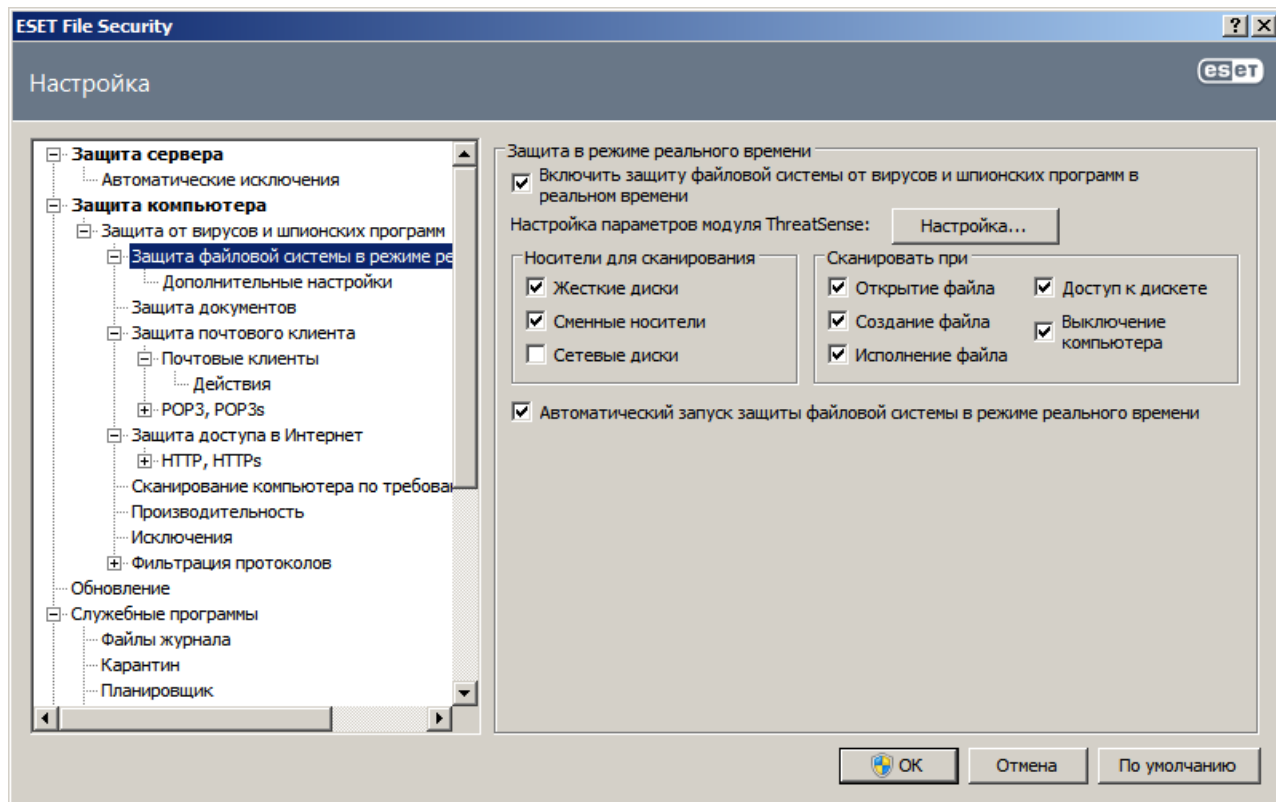 ESET File Security
Настройка
eset
Защита сервера
Автоматические исключения
Защита компьютера
Защита от вирусов и шпионских программ
Защита файловой системы в режиме ре
Дополнительные настройки
Защита документов
Защита почтового клиента
Почтовые клиенты
Действия
POP3, POP3s
Защита доступа в Интернет
HTTP, HTTPs
Сканирование компьютера по требова
Производительность
Исключения
Фильтрация протоколов
Обновление
Служебные программы
Файлы журнала
Карантин
Планировщик
Защита в режиме реального времени
Включить защиту файловой системы от вирусов и шпионских программ в
реальном времени
Настройка параметров модуля ThreatSense:
Настройка...
Носители для сканирования
Жесткие диски
Сменные носители
Сетевые диски
Сканировать при
Открытие файла
Создание файла
Исполнение файла
Доступ к дискете
Выключение
компьютера
Автоматический запуск защиты файловой системы в режиме реального времени
OK
Отмена
По умолчанию